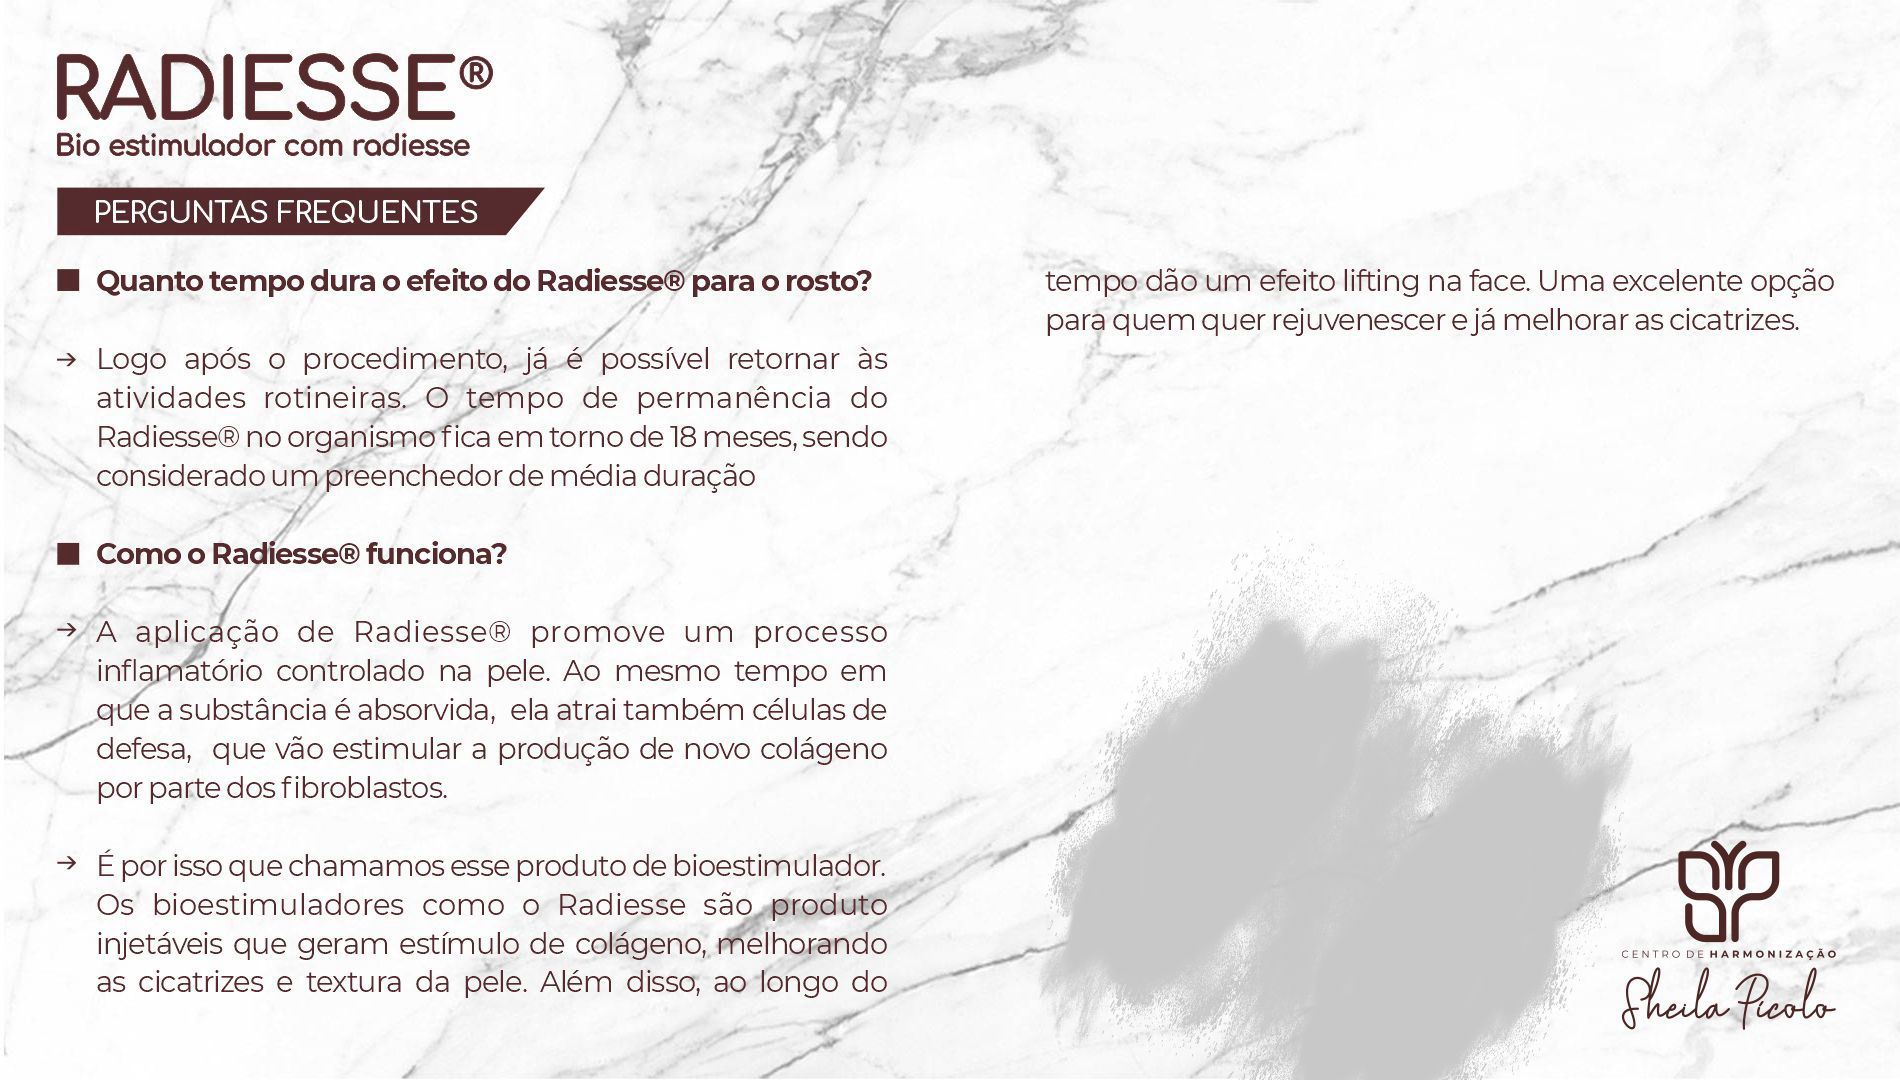 RADIESSE®
Bio estimulador com radiesse
PERGUNTAS FREQUENTES
■ Quanto tempo dura o efeito do Radiesse® para o rosto?
→ Logo após o procedimento, já é possível retornar às
atividades rotineiras. O tempo de permanência do
Radiesse® no organismo fica em torno de 18 meses, sendo
considerado um preenchedor de média duração
■ Como o Radiesse® funciona?
→ A aplicação de Radiesse® promove um processo
inflamatório controlado na pele. Ao mesmo tempo em
que a substância é absorvida, ela atrai também células de
defesa, que vão estimular a produção de novo colágeno
por parte dos fibroblastos.
→ É por isso que chamamos esse produto de bioestimulador.
Os bioestimuladores como o Radiesse são produto
injetáveis que geram estímulo de colágeno, melhorando
as cicatrizes e textura da pele. Além disso, ao longo do
tempo dão um efeito lifting na face. Uma excelente opção
para quem quer rejuvenescer e já melhorar as cicatrizes.
CENTRO DE HARMONIZAÇÃO
Sheila Picolo